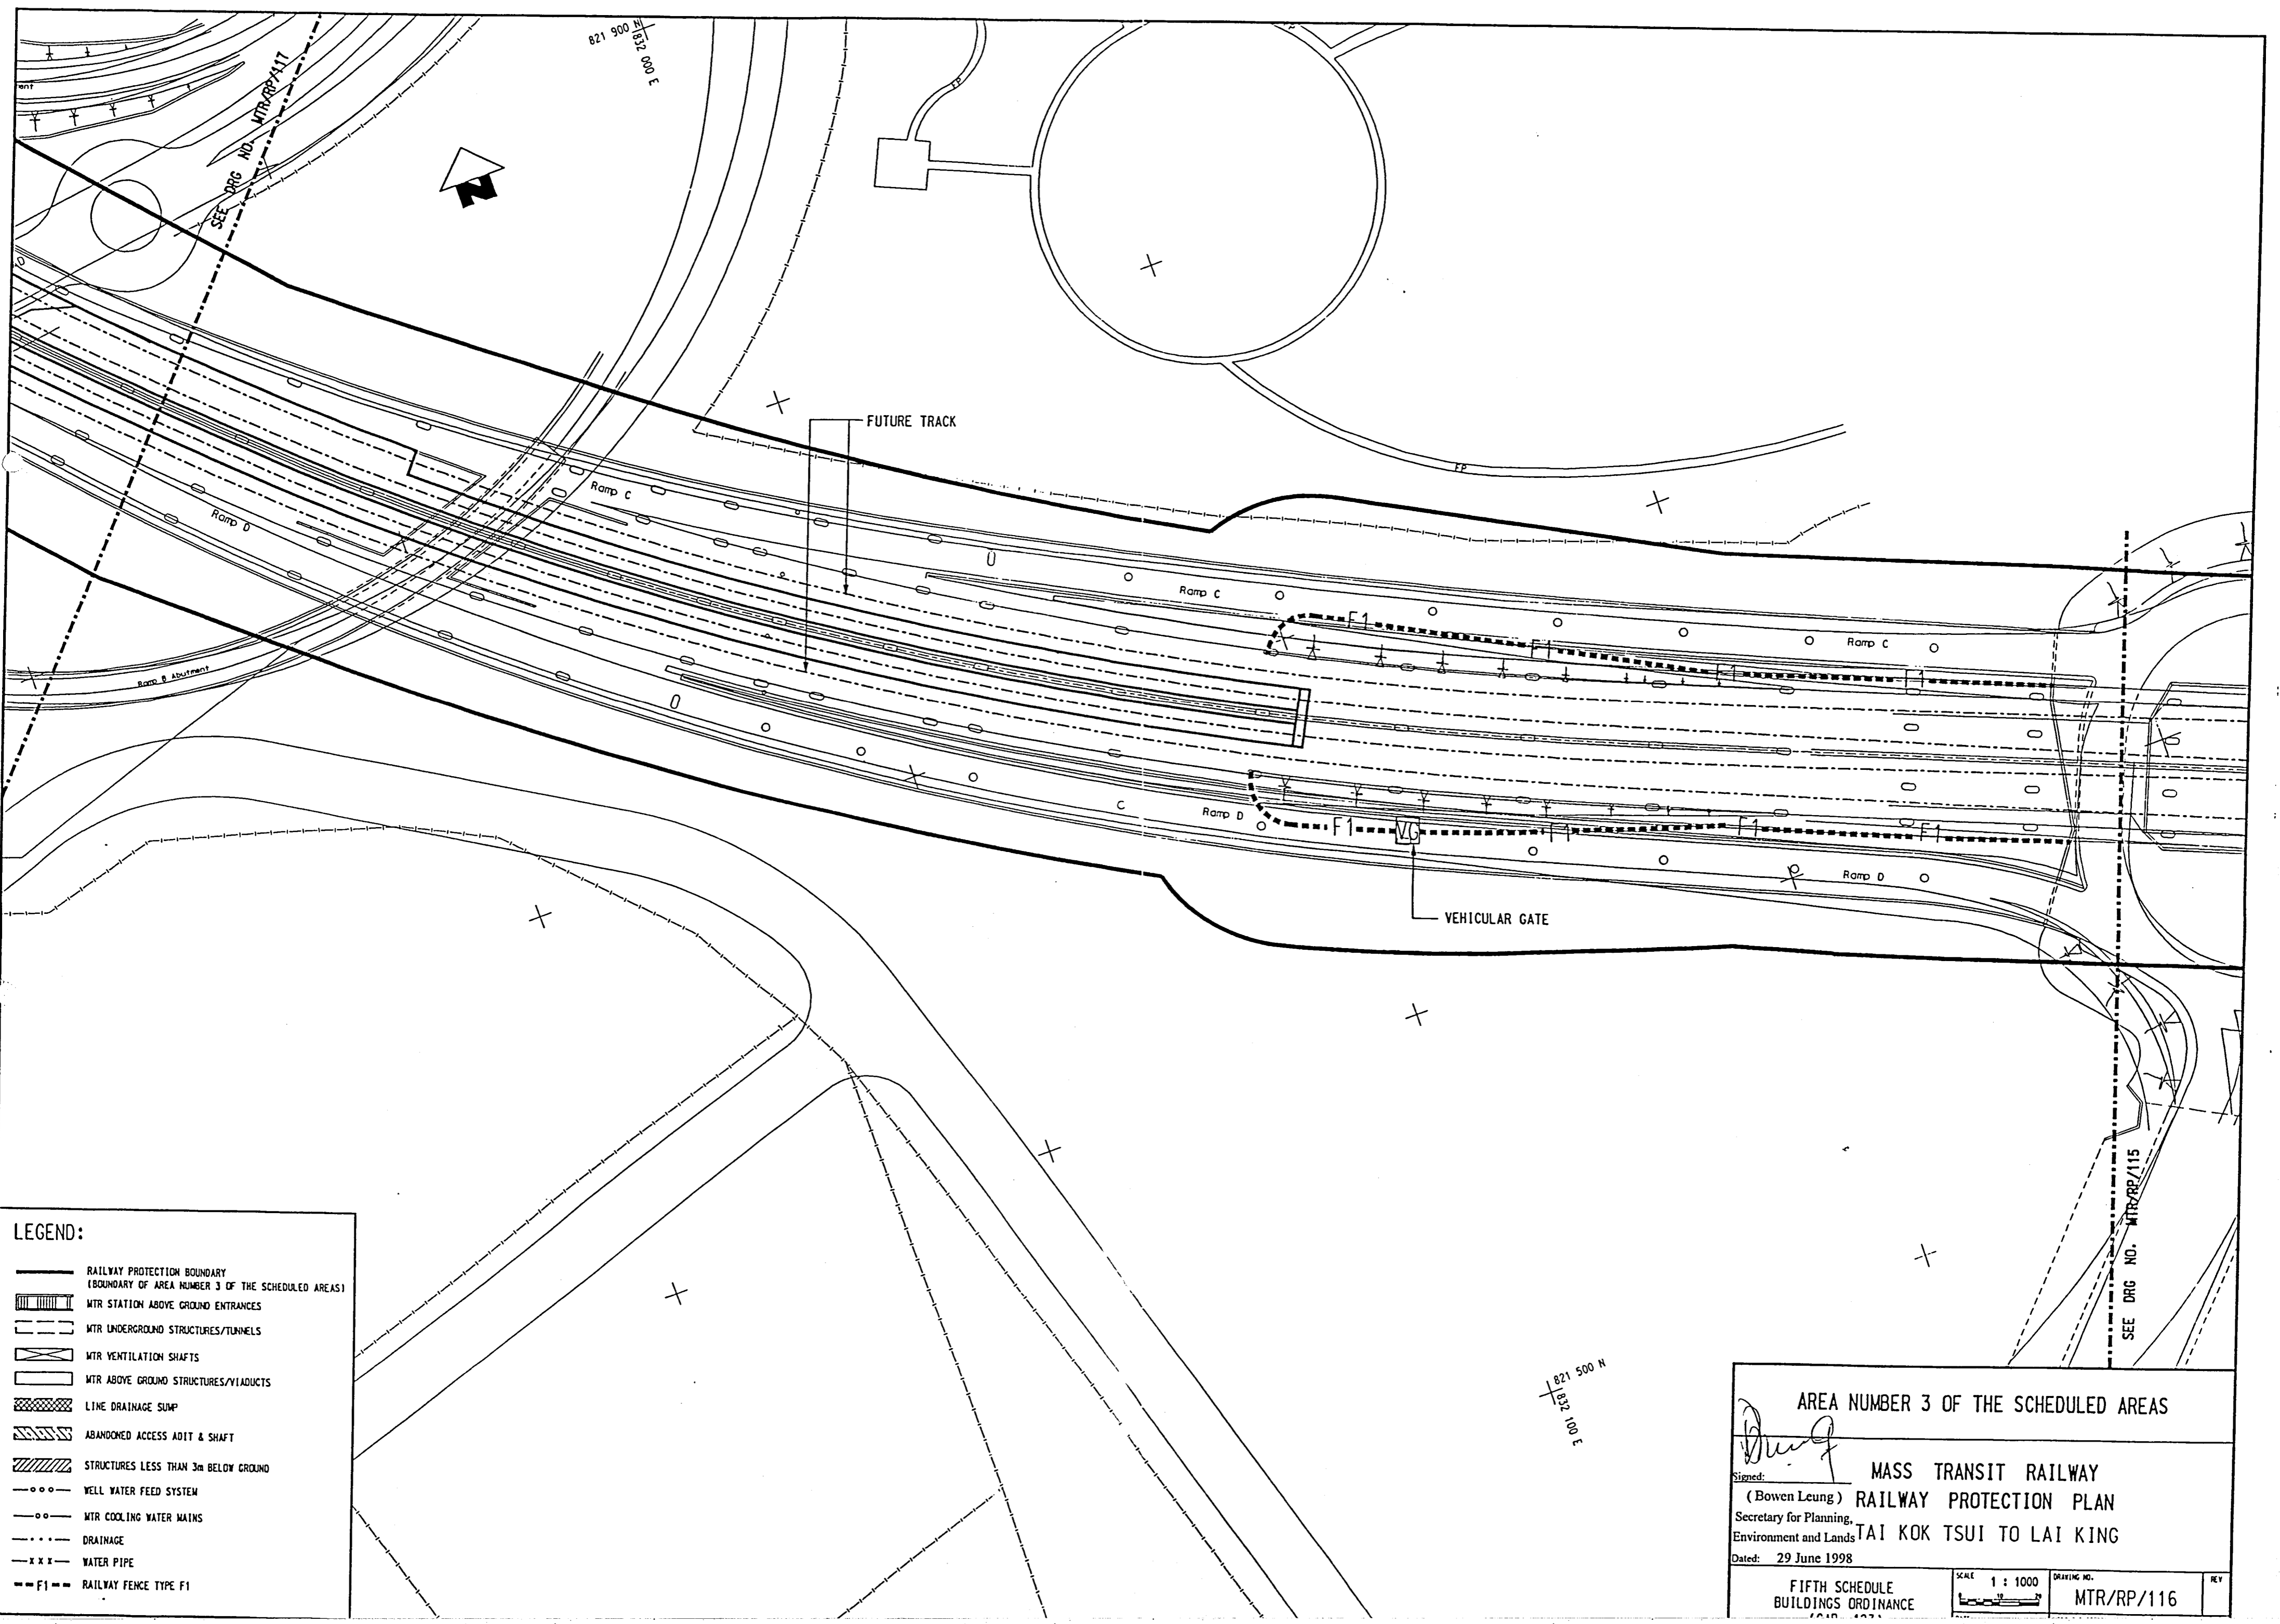 821 900 N
832 000 E
SEE DRG NO. MTR/RP/117
FP
N
FUTURE TRACK
FP
Ramp C
Ramp D
Ramp C
Ramp C
F1
F1
F1
F1
Ramp B Abutment
C
Ramp D
F1
VG
F1
F1
F1
Ramp D
VEHICULAR GATE
SEE DRG NO. MTR/RP/115
821 500 N
832 100 E
LEGEND:
RAILWAY PROTECTION BOUNDARY
(BOUNDARY OF AREA NUMBER 3 OF THE SCHEDULED AREAS)
MTR STATION ABOVE GROUND ENTRANCES
MTR UNDERGROUND STRUCTURES/TUNNELS
MTR VENTILATION SHAFTS
MTR ABOVE GROUND STRUCTURES/VIADUCTS
LINE DRAINAGE SUMP
ABANDONED ACCESS ADIT & SHAFT
STRUCTURES LESS THAN 3m BELOW GROUND
WELL WATER FEED SYSTEM
MTR COOLING WATER MAINS
DRAINAGE
X X X WATER PIPE
F1 RAILWAY FENCE TYPE F1
AREA NUMBER 3 OF THE SCHEDULED AREAS
Signed:
MASS TRANSIT RAILWAY
(Bowen Leung) RAILWAY PROTECTION PLAN
Secretary for Planning,
Environment and Lands TAI KOK TSUI TO LAI KING
Dated: 29 June 1998
FIFTH SCHEDULE
BUILDINGS ORDINANCE
SCALE 1 : 1000
DRAWING NO. MTR/RP/116
REV